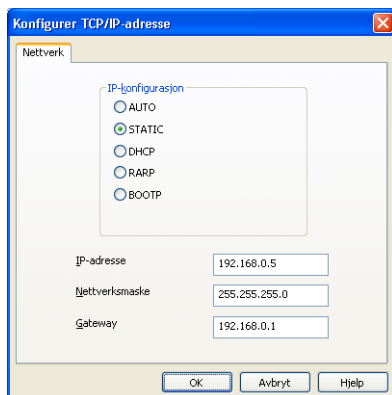 Konfigurer TCP/IP-adresse
Nettverk
IP-konfigurasjon
AUTO
STATIC
DHCP
RARP
BOOTP
IP-adresse 192.168.0.5
Nettverksmaske 255.255.255.0
Gateway 192.168.0.1
OK Avbryt Hjelp